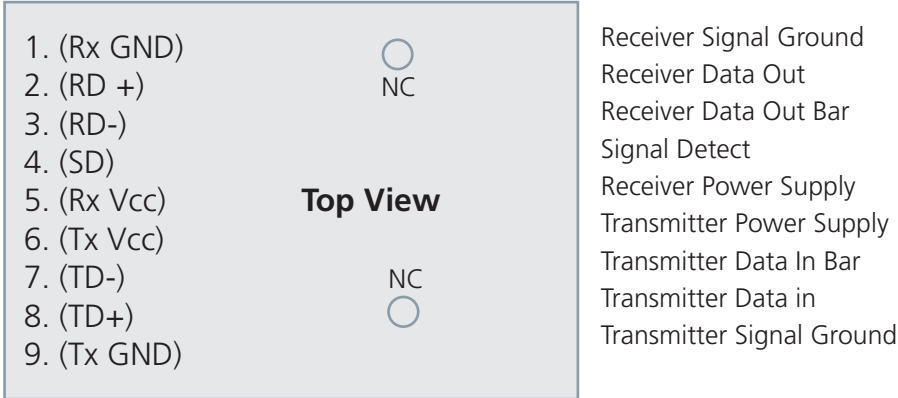 1. (Rx GND)
2. (RD +)
3. (RD-)
4. (SD)
5. (Rx Vcc)
6. (Tx Vcc)
7. (TD-)
8. (TD+)
9. (Tx GND)
NC
Top View
NC
Receiver Signal Ground
Receiver Data Out
Receiver Data Out Bar
Signal Detect
Receiver Power Supply
Transmitter Power Supply
Transmitter Data In Bar
Transmitter Data in
Transmitter Signal Ground